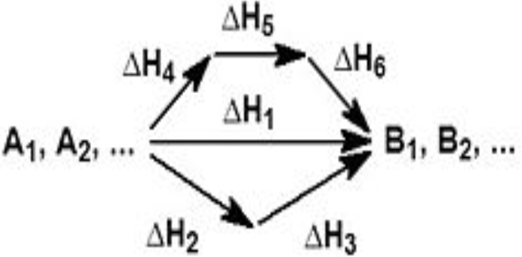 ΔH₅
ΔH₄
ΔH₆
ΔH₁
A₁, A₂, ...
B₁, B₂, ...
ΔH₂
ΔH₃